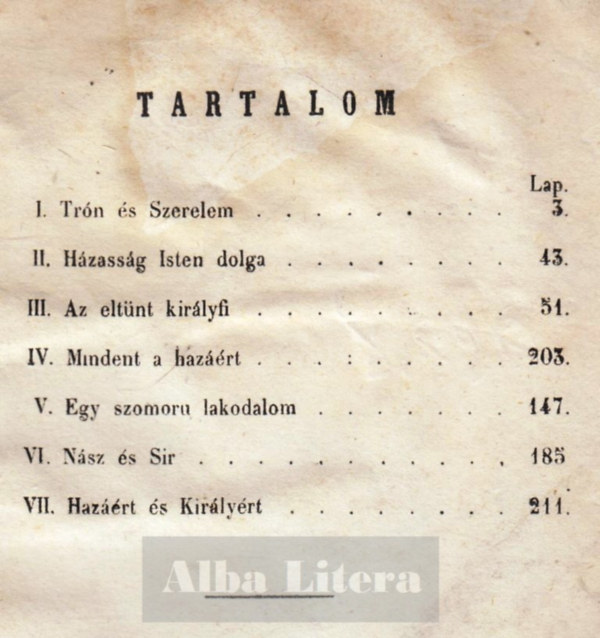 TARTALOM
Lap.
I. Trón és Szerelem . . . . . . . . . 3.
II. Házasság Isten dolga . . . . . . . . 43.
III. Az eltünt királyfi . . . . . . . . . 51.
IV. Mindent a hazáért . . . . . . . . . 203.
V. Egy szomoru lakodalom . . . . . . . 147.
VI. Nász és Sir . . . . . . . . . . . 185
VII. Hazáért és Királyért . . . . . . . . 211.
Alba Litera